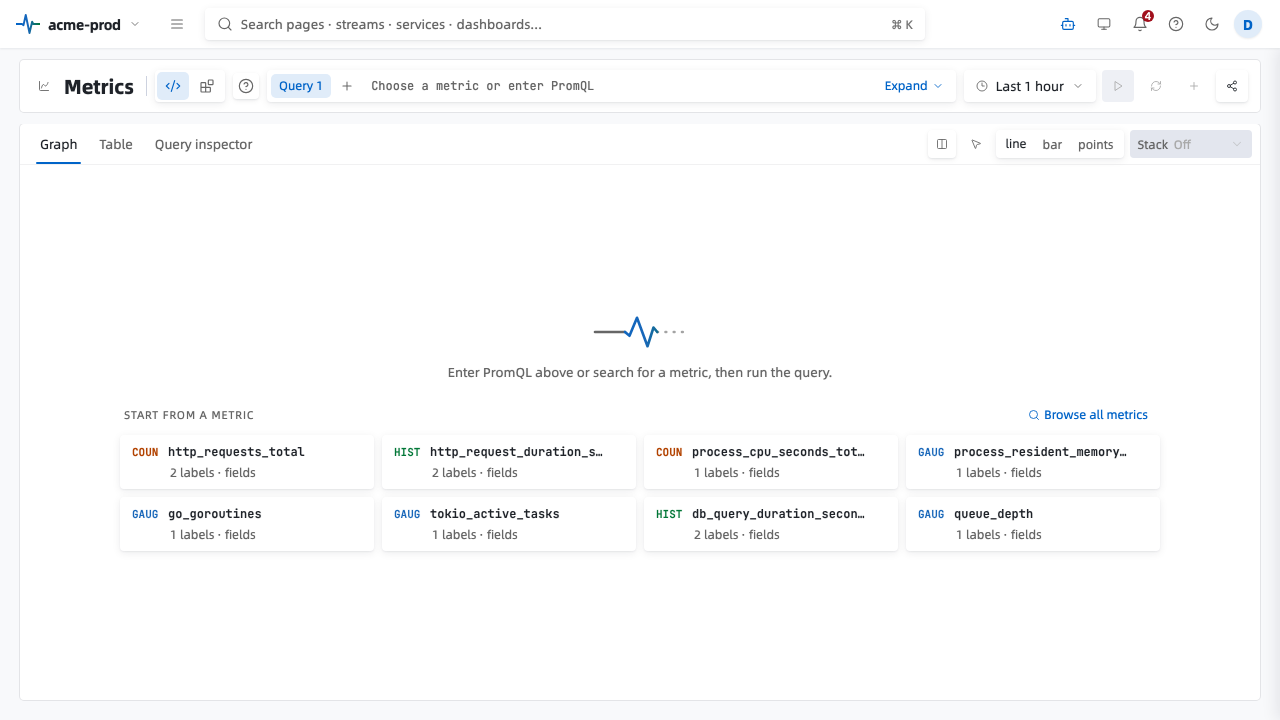 acme-prod
Search pages · streams · services · dashboards...
⌘ K
4
D
Metrics
Query 1
Choose a metric or enter PromQL
Expand
Last 1 hour
Graph
Table
Query inspector
line
bar
points
Stack Off
Enter PromQL above or search for a metric, then run the query.
START FROM A METRIC
Browse all metrics
COUN http_requests_total
2 labels · fields
HIST http_request_duration_s…
2 labels · fields
COUN process_cpu_seconds_tot…
1 labels · fields
GAUG process_resident_memory…
1 labels · fields
GAUG go_goroutines
1 labels · fields
GAUG tokio_active_tasks
1 labels · fields
HIST db_query_duration_secon…
2 labels · fields
GAUG queue_depth
1 labels · fields